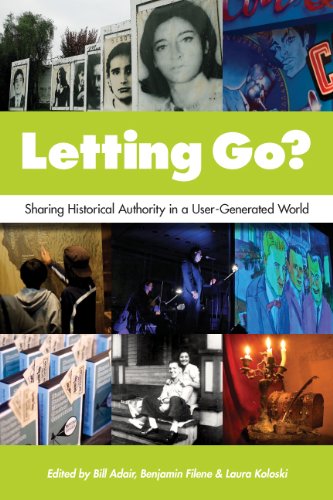 Letting Go?
Sharing Historical Authority in a User-Generated World
Edited by Bill Adair, Benjamin Filene & Laura Koloski